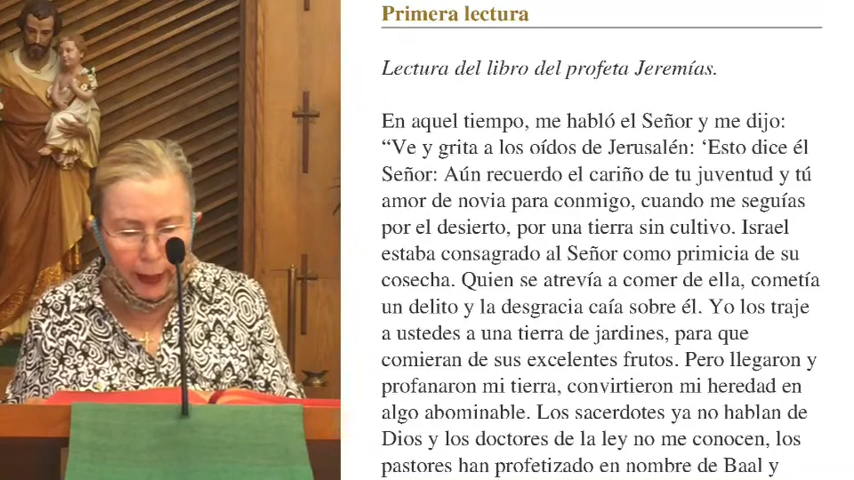 Primera lectura
Lectura del libro del profeta Jeremías.
En aquel tiempo, me habló el Señor y me dijo:
“Ve y grita a los oídos de Jerusalén: ‘Esto dice él
Señor: Aún recuerdo el cariño de tu juventud y tú
amor de novia para conmigo, cuando me seguías
por el desierto, por una tierra sin cultivo. Israel
estaba consagrado al Señor como primicia de su
cosecha. Quien se atrevía a comer de ella, cometía
un delito y la desgracia caía sobre él. Yo los traje
a ustedes a una tierra de jardines, para que
comieran de sus excelentes frutos. Pero llegaron y
profanaron mi tierra, convirtieron mi heredad en
algo abominable. Los sacerdotes ya no hablan de
Dios y los doctores de la ley no me conocen, los
pastores han profetizado en nombre de Baal y